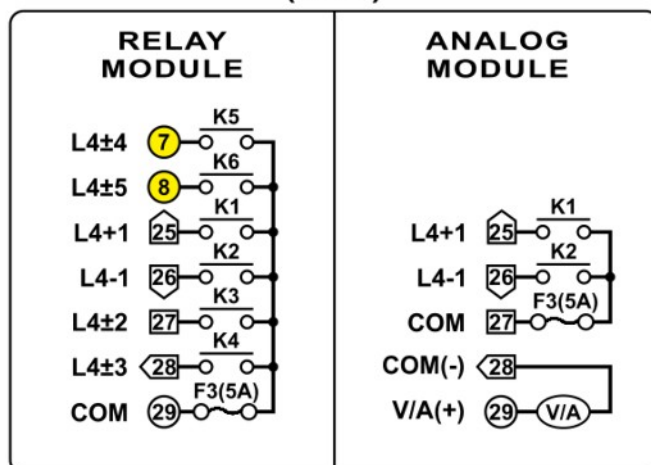 RELAY
MODULE
K5
L4±4 7
K6
L4±5 8
K1
L4+1 25
K2
L4-1 26
K3
L4±2 27
K4
L4±3 28
F3(5A)
COM 29
ANALOG
MODULE
K1
L4+1 25
K2
L4-1 26
F3(5A)
COM 27
COM(-) 28
V/A(+) 29 V/A